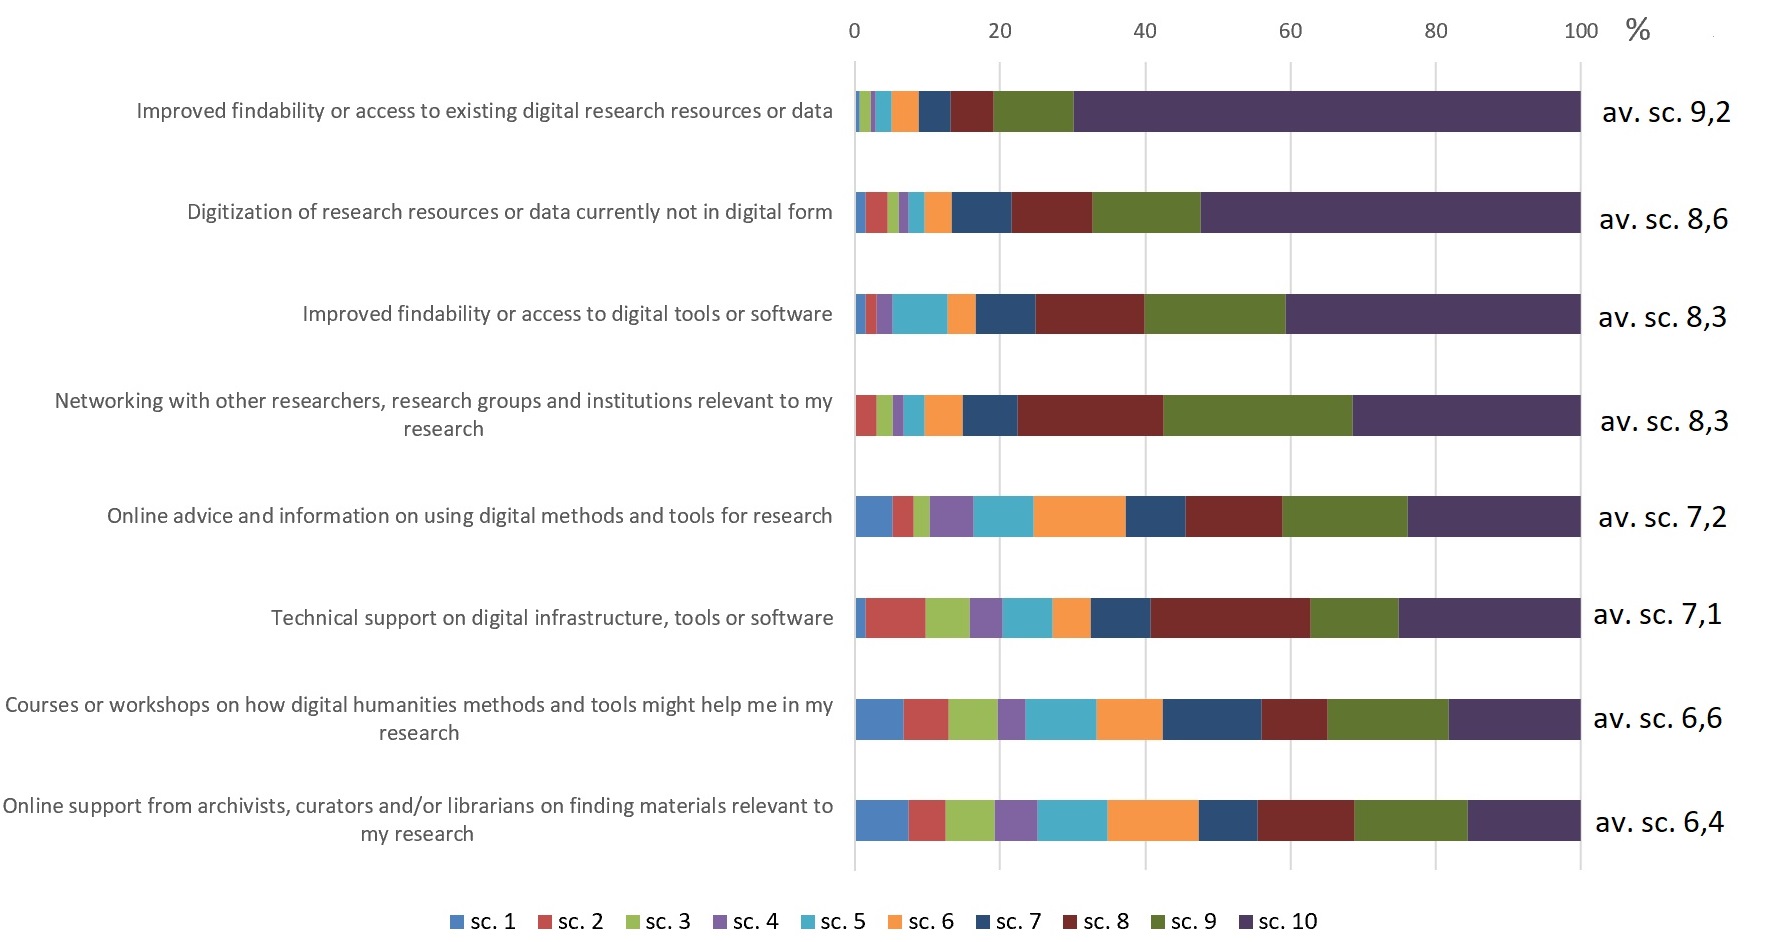 0 20 40 60 80 100 %
Improved findability or access to existing digital research resources or data av. sc. 9,2
Digitization of research resources or data currently not in digital form av. sc. 8,6
Improved findability or access to digital tools or software av. sc. 8,3
Networking with other researchers, research groups and institutions relevant to my
research av. sc. 8,3
Online advice and information on using digital methods and tools for research av. sc. 7,2
Technical support on digital infrastructure, tools or software av. sc. 7,1
Courses or workshops on how digital humanities methods and tools might help me in my
research av. sc. 6,6
Online support from archivists, curators and/or librarians on finding materials relevant to
my research av. sc. 6,4
sc. 1 sc. 2 sc. 3 sc. 4 sc. 5 sc. 6 sc. 7 sc. 8 sc. 9 sc. 10